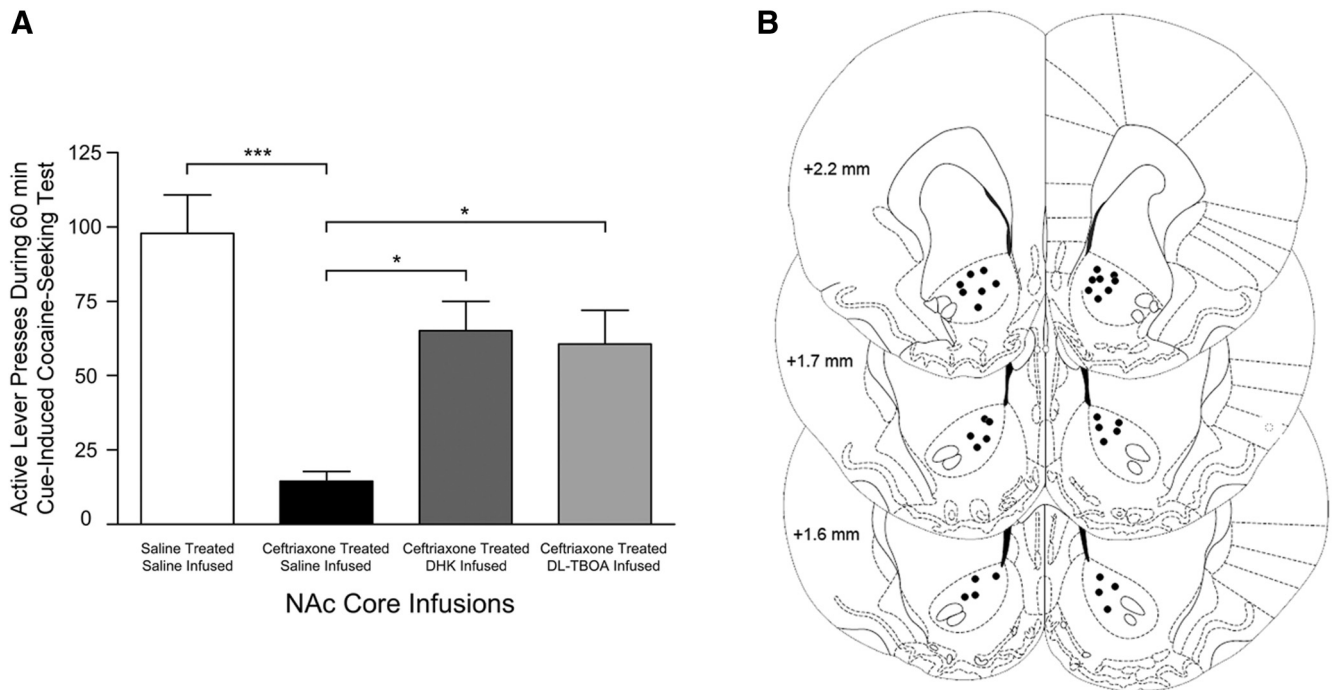 A
Active Lever Presses During 60 min
Cue-Induced Cocaine-Seeking Test
125
100
75
50
25
0
***
*
*
Saline Treated
Saline Infused
Ceftriaxone Treated
Saline Infused
Ceftriaxone Treated
DHK Infused
Ceftriaxone Treated
DL-TBOA Infused
NAc Core Infusions
B
+2.2 mm
+1.7 mm
+1.6 mm